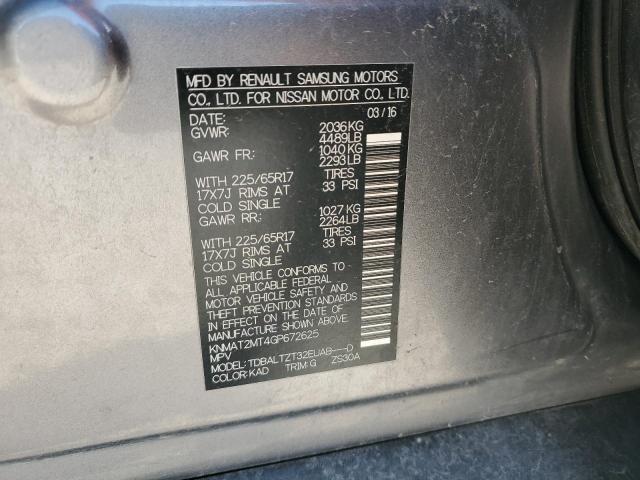 MFD BY RENAULT SAMSUNG MOTORS
CO., LTD. FOR NISSAN MOTOR CO., LTD.
DATE: 03/16
GVWR: 2036KG
4489LB
GAWR FR: 1040KG
2293LB
WITH 225/65R17 TIRES
17X7J RIMS AT 33 PSI
COLD SINGLE
GAWR RR: 1027 KG
2264LB
WITH 225/65R17 TIRES
17X7J RIMS AT 33 PSI
COLD SINGLE
THIS VEHICLE CONFORMS TO
ALL APPLICABLE FEDERAL
MOTOR VEHICLE SAFETY AND
THEFT PREVENTION STANDARDS
IN EFFECT ON THE DATE OF
MANUFACTURE SHOWN ABOVE.
KNMAT2MT4GP672625
MPV
MODEL: TDBALTZT32EUAB---D
COLOR: KAD TRIM: G ZS30A